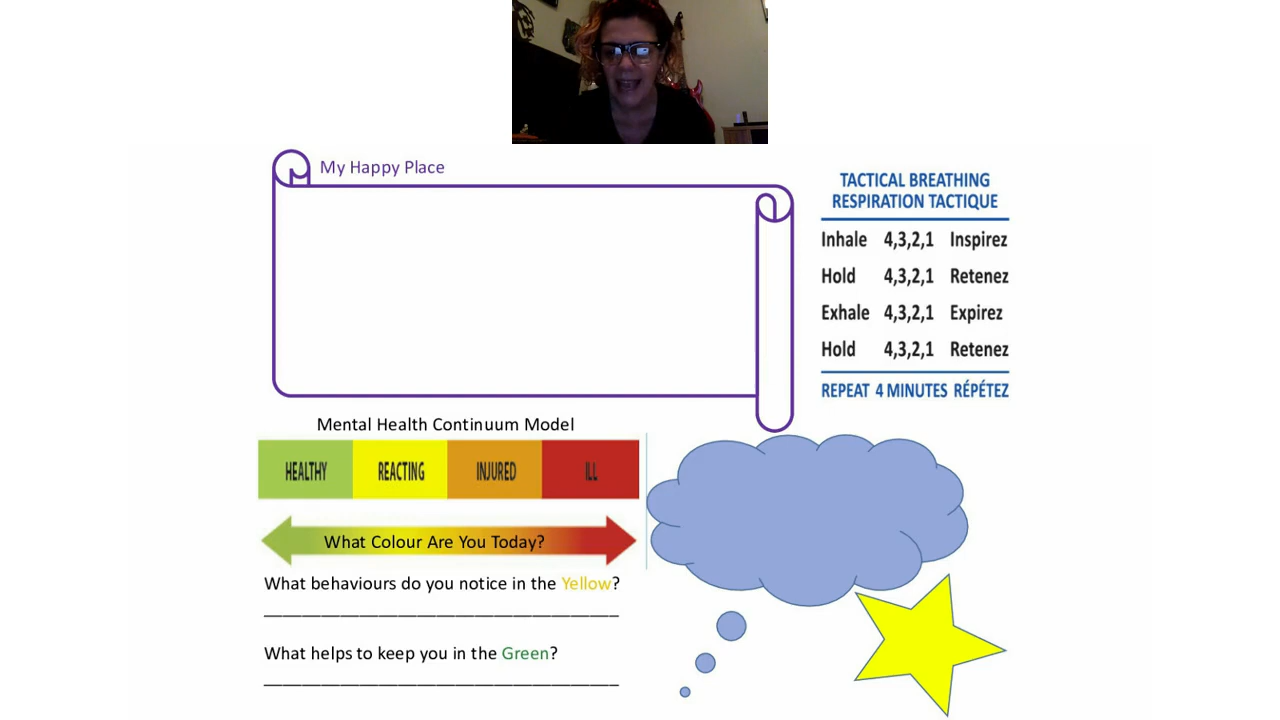 My Happy Place
TACTICAL BREATHING
RESPIRATION TACTIQUE
Inhale 4,3,2,1 Inspirez
Hold 4,3,2,1 Retenez
Exhale 4,3,2,1 Expirez
Hold 4,3,2,1 Retenez
REPEAT 4 MINUTES RÉPÉTEZ
Mental Health Continuum Model
HEALTHY REACTING INJURED ILL
What Colour Are You Today?
What behaviours do you notice in the Yellow?
What helps to keep you in the Green?